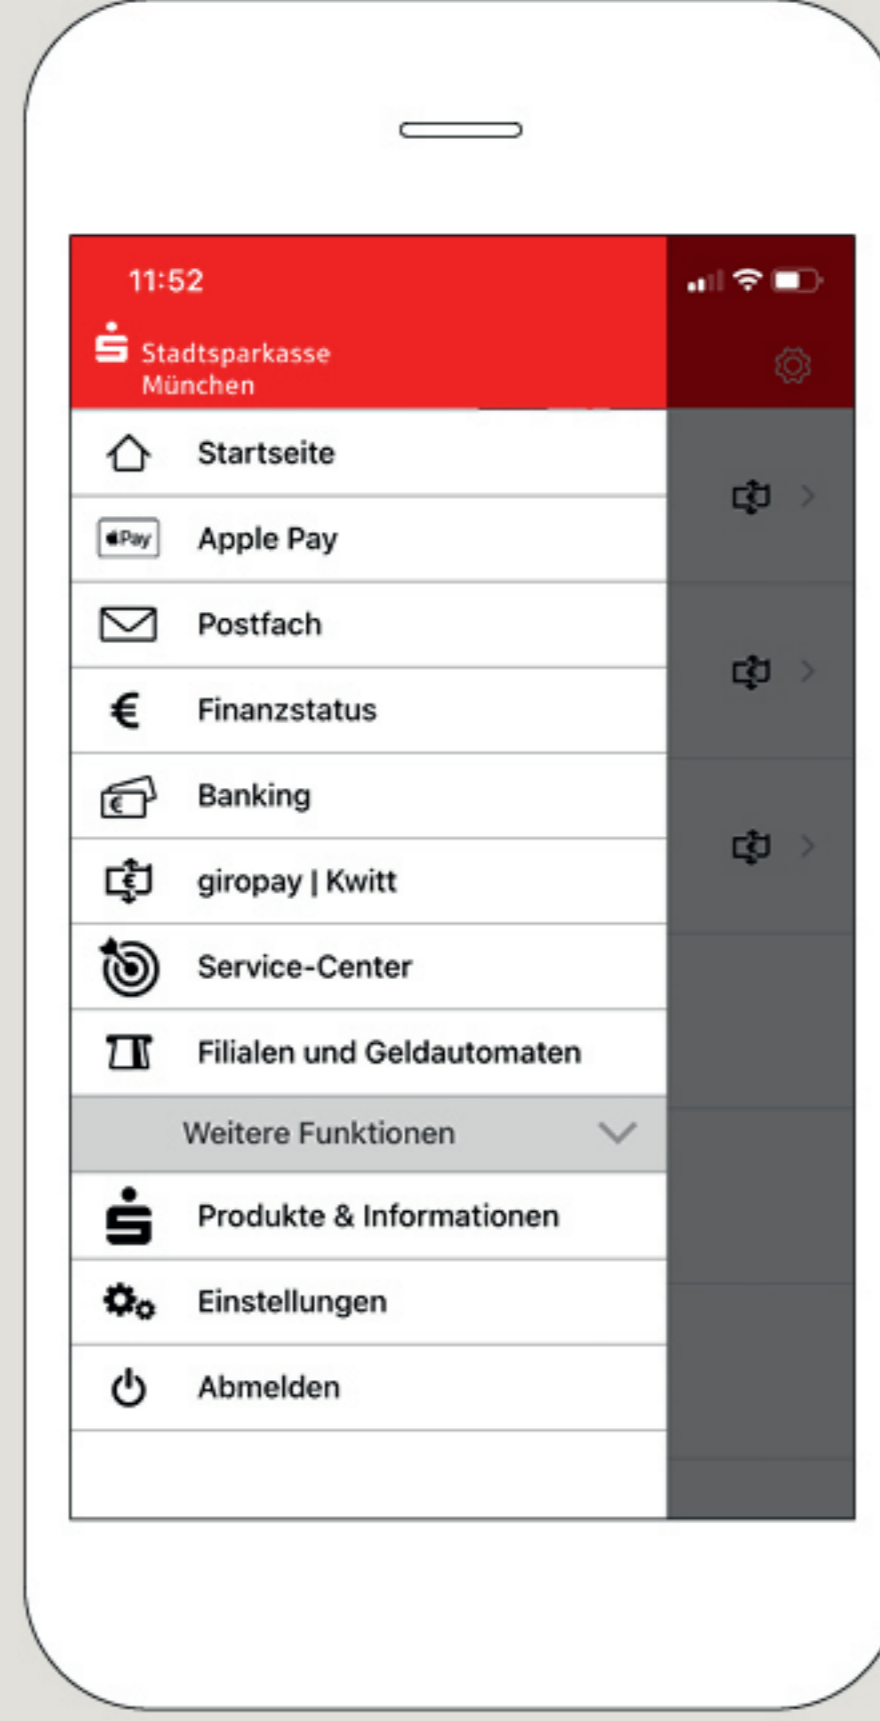 11:52
Stadtsparkasse
München
Startseite
Pay
Apple Pay
Postfach
€
Finanzstatus
€
Banking
€
giropay | Kwitt
Service-Center
Filialen und Geldautomaten
Weitere Funktionen
Produkte & Informationen
Einstellungen
Abmelden